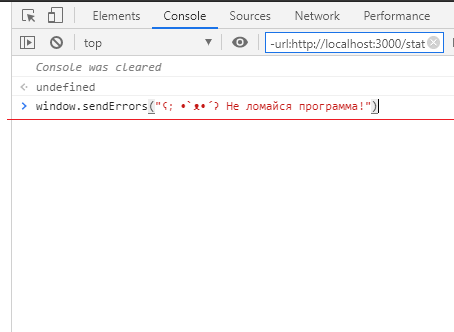 Elements Console Sources Network Performance
top ▼ -url:http://localhost:3000/stat
Console was cleared
undefined
window.sendErrors("ʕ; •`ᴥ•´ʔ Не ломайся программа!")